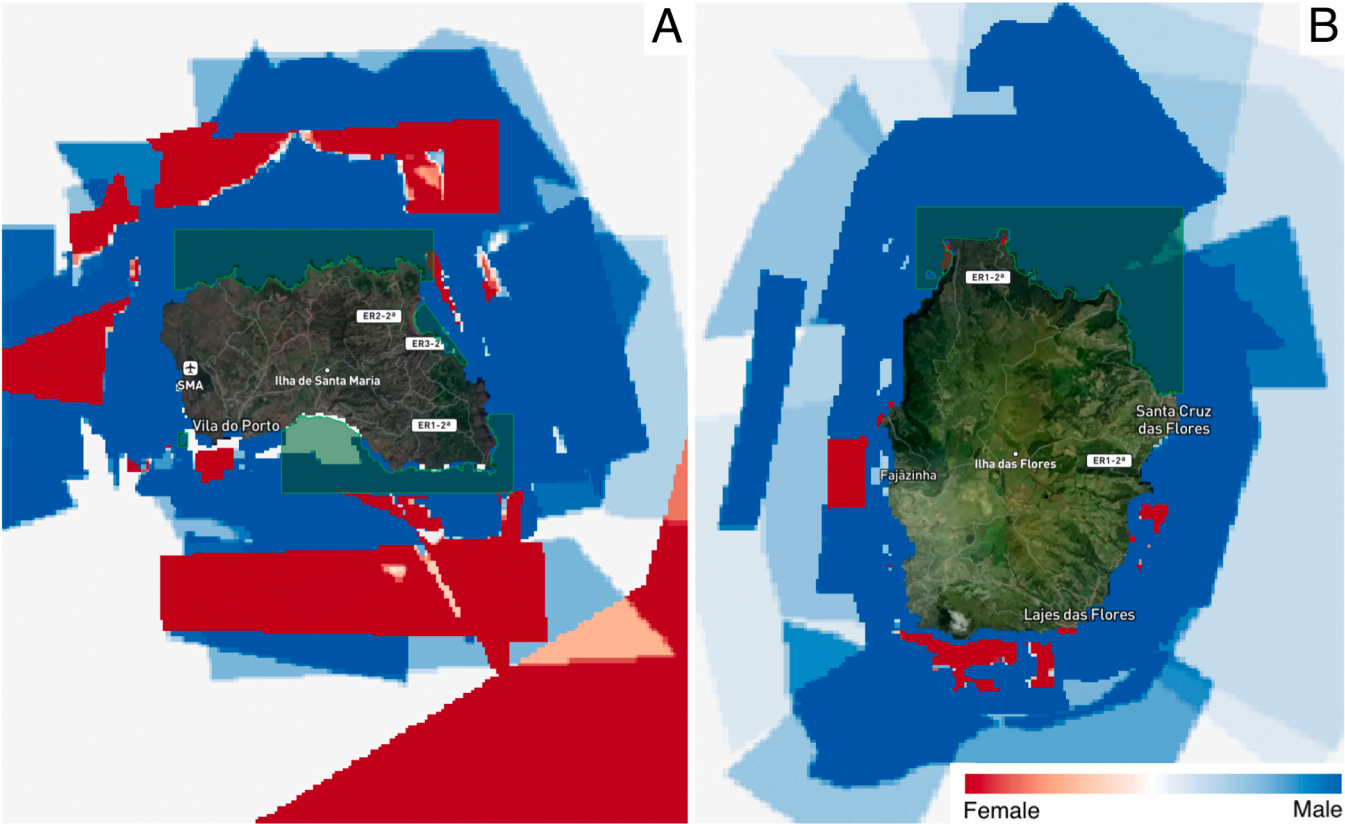 A
B
ER2-2ª
ER3-2
SMA
Ilha de Santa Maria
Vila do Porto
ER1-2ª
ER1-2ª
Santa Cruz
das Flores
Ilha das Flores
ER1-2ª
Fajãzinha
Lajes das Flores
Female
Male